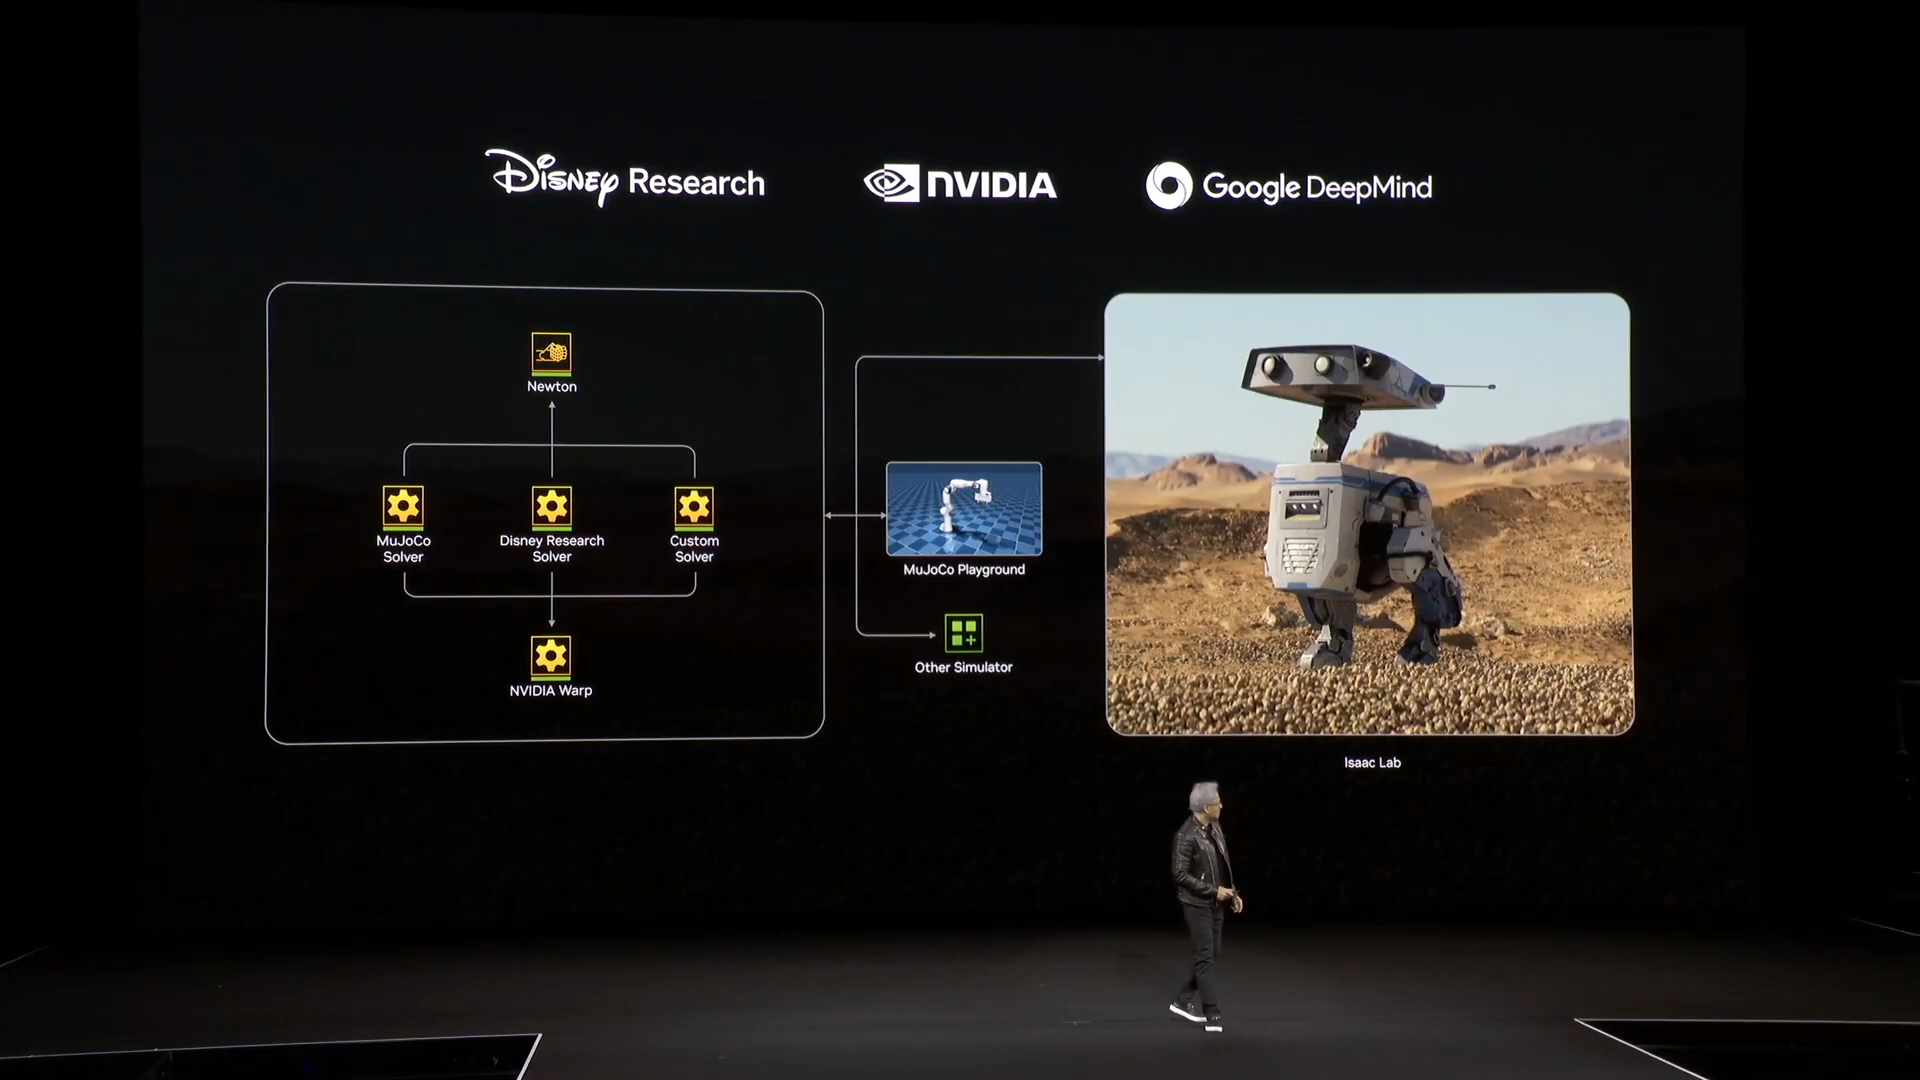 Disney Research
NVIDIA
Google DeepMind
Newton
MuJoCo
Solver
Disney Research
Solver
Custom
Solver
NVIDIA Warp
MuJoCo Playground
Other Simulator
Isaac Lab